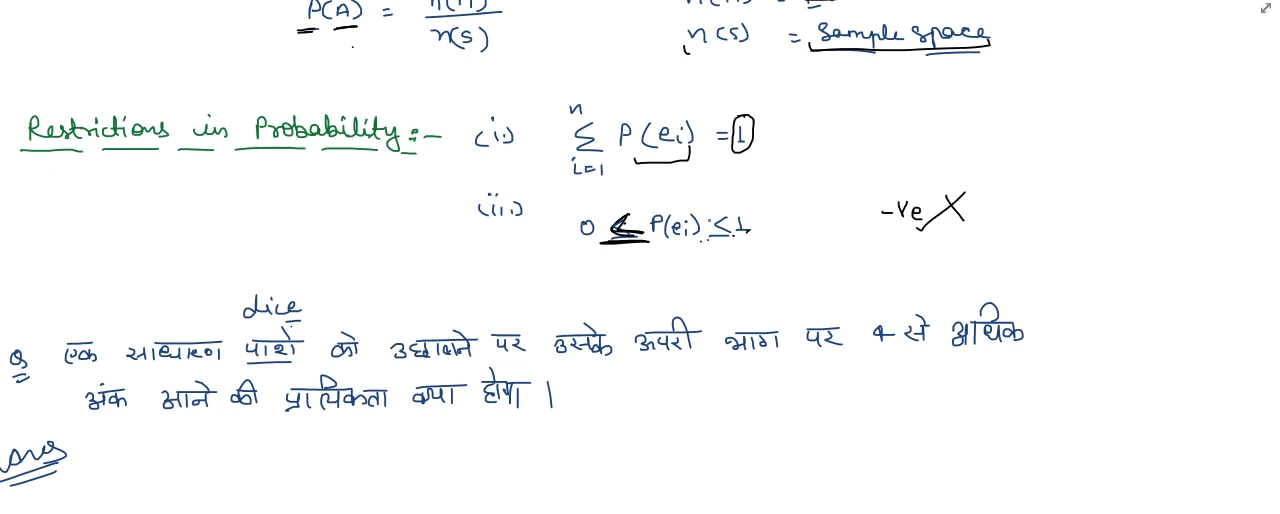 P(A) = n(A)/n(S)
n(S) = Sample space
Restrictions in Probability :- (i) n Σ i=1 P(ei) = 1
(ii) 0 ≤ P(ei) ≤ 1 -ve X
dice
Q एक साधारण पाशे को उछालने पर उसके ऊपरी भाग पर 4 से अधिक
अंक आने की प्रायिकता क्या होगा ।
Ans